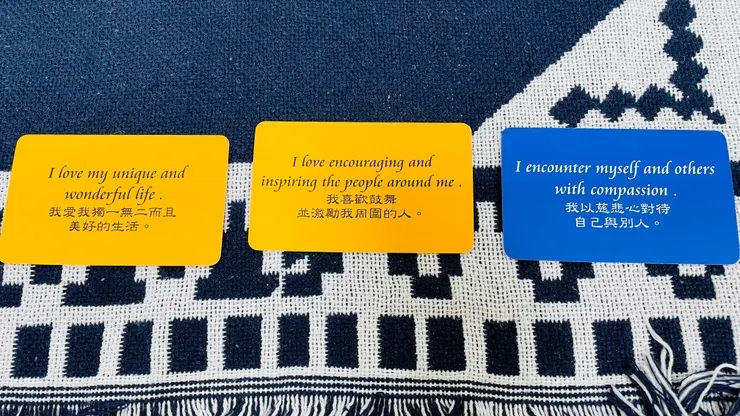 I love my unique and
wonderful life .
我愛我獨一無二而且
美好的生活。
I love encouraging and
inspiring the people around me .
我喜歡鼓舞
並激勵我周圍的人。
I encounter myself and others
with compassion .
我以慈悲心對待
自己與別人。